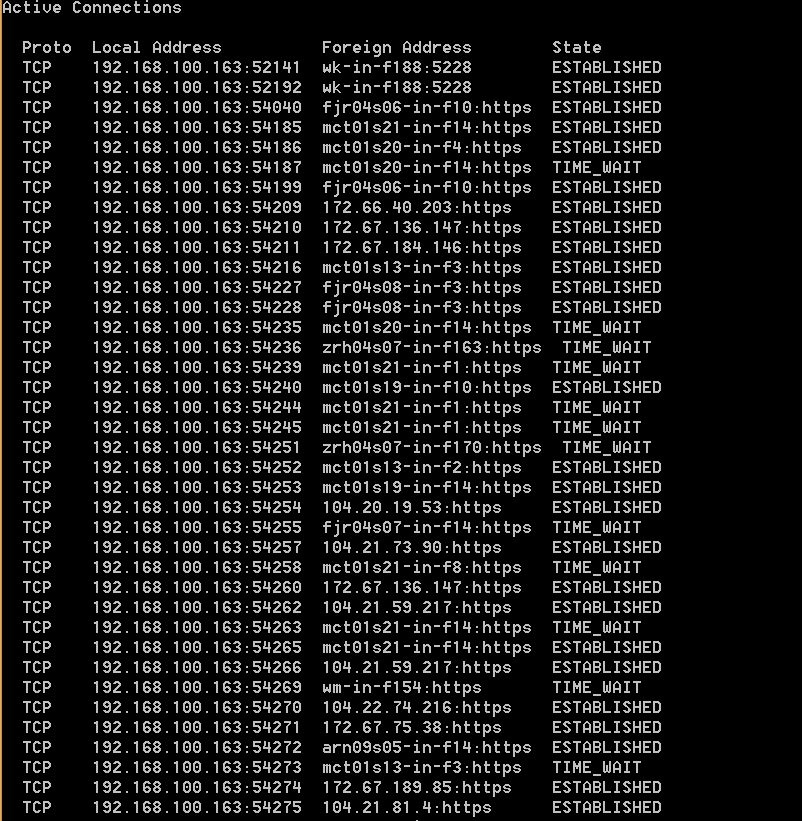 Active Connections
Proto Local Address Foreign Address State
TCP 192.168.100.163:52141 wk-in-f188:5228 ESTABLISHED
TCP 192.168.100.163:52192 wk-in-f188:5228 ESTABLISHED
TCP 192.168.100.163:54040 fjr04s06-in-f10:https ESTABLISHED
TCP 192.168.100.163:54185 mct01s21-in-f14:https ESTABLISHED
TCP 192.168.100.163:54186 mct01s20-in-f4:https ESTABLISHED
TCP 192.168.100.163:54187 mct01s20-in-f14:https TIME_WAIT
TCP 192.168.100.163:54199 fjr04s06-in-f10:https ESTABLISHED
TCP 192.168.100.163:54209 172.66.40.203:https ESTABLISHED
TCP 192.168.100.163:54210 172.67.136.147:https ESTABLISHED
TCP 192.168.100.163:54211 172.67.184.146:https ESTABLISHED
TCP 192.168.100.163:54216 mct01s13-in-f3:https ESTABLISHED
TCP 192.168.100.163:54227 fjr04s08-in-f3:https ESTABLISHED
TCP 192.168.100.163:54228 fjr04s08-in-f3:https ESTABLISHED
TCP 192.168.100.163:54235 mct01s20-in-f14:https TIME_WAIT
TCP 192.168.100.163:54236 zrh04s07-in-f163:https TIME_WAIT
TCP 192.168.100.163:54239 mct01s21-in-f1:https TIME_WAIT
TCP 192.168.100.163:54240 mct01s19-in-f10:https ESTABLISHED
TCP 192.168.100.163:54244 mct01s21-in-f1:https TIME_WAIT
TCP 192.168.100.163:54245 mct01s21-in-f1:https TIME_WAIT
TCP 192.168.100.163:54251 zrh04s07-in-f170:https TIME_WAIT
TCP 192.168.100.163:54252 mct01s13-in-f2:https ESTABLISHED
TCP 192.168.100.163:54253 mct01s19-in-f14:https ESTABLISHED
TCP 192.168.100.163:54254 104.20.19.53:https ESTABLISHED
TCP 192.168.100.163:54255 fjr04s07-in-f14:https TIME_WAIT
TCP 192.168.100.163:54257 104.21.73.90:https ESTABLISHED
TCP 192.168.100.163:54258 mct01s21-in-f8:https TIME_WAIT
TCP 192.168.100.163:54260 172.67.136.147:https ESTABLISHED
TCP 192.168.100.163:54262 104.21.59.217:https ESTABLISHED
TCP 192.168.100.163:54263 mct01s21-in-f14:https TIME_WAIT
TCP 192.168.100.163:54265 mct01s21-in-f14:https ESTABLISHED
TCP 192.168.100.163:54266 104.21.59.217:https ESTABLISHED
TCP 192.168.100.163:54269 wm-in-f154:https TIME_WAIT
TCP 192.168.100.163:54270 104.22.74.216:https ESTABLISHED
TCP 192.168.100.163:54271 172.67.75.38:https ESTABLISHED
TCP 192.168.100.163:54272 arn09s05-in-f14:https ESTABLISHED
TCP 192.168.100.163:54273 mct01s13-in-f3:https TIME_WAIT
TCP 192.168.100.163:54274 172.67.189.85:https ESTABLISHED
TCP 192.168.100.163:54275 104.21.81.4:https ESTABLISHED